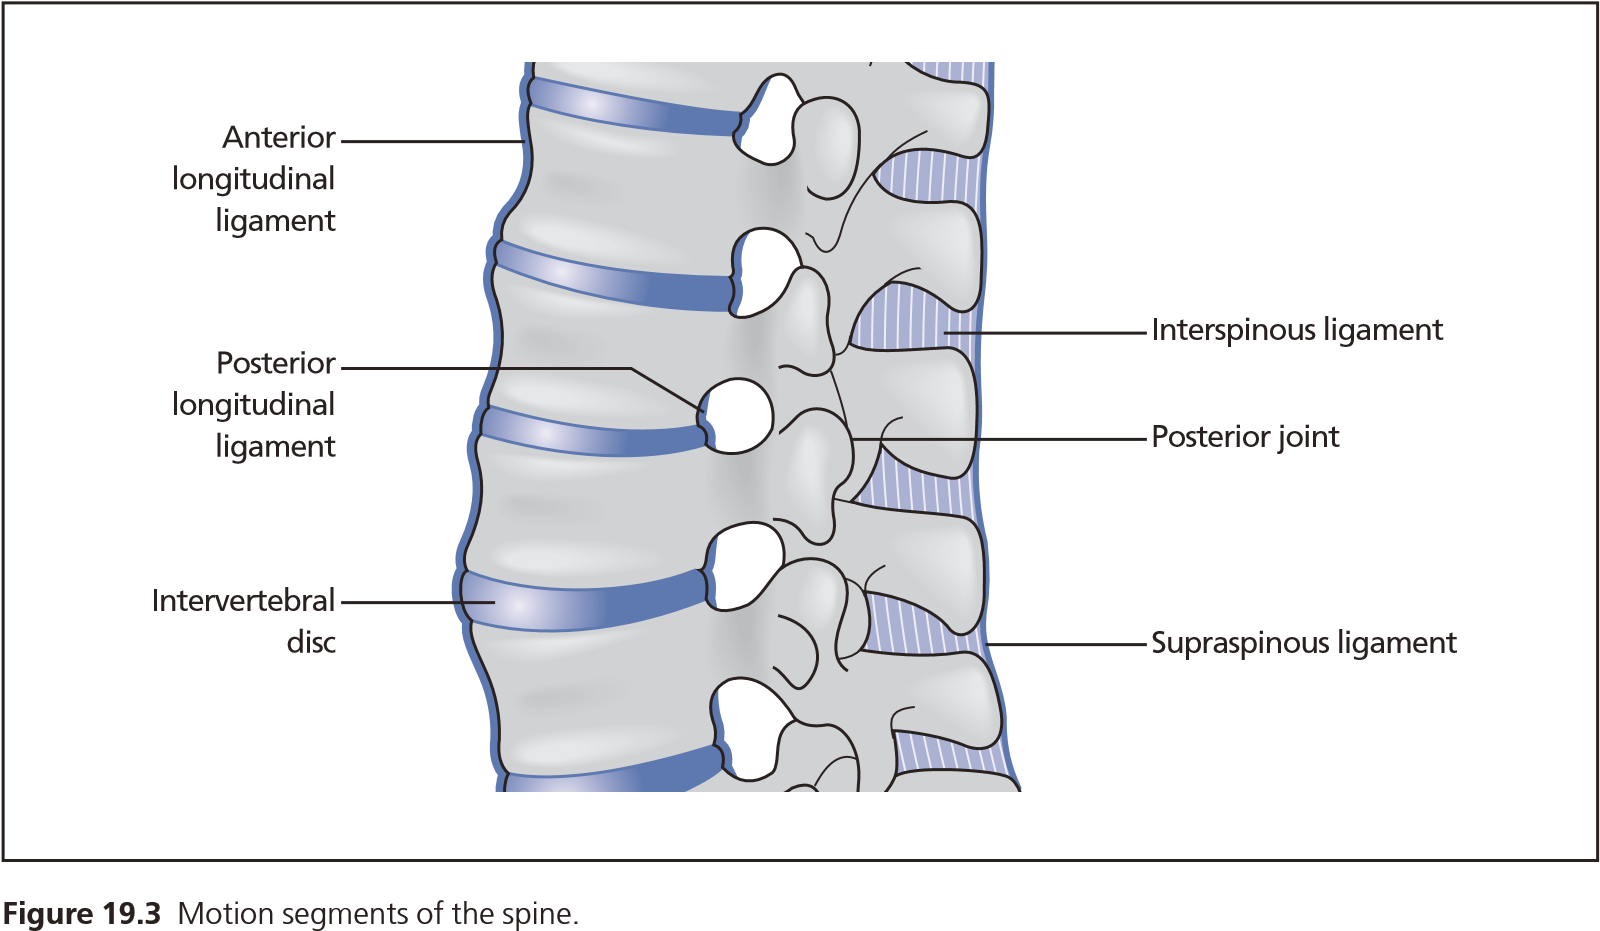 Anterior
longitudinal
ligament
Posterior
longitudinal
ligament
Intervertebral
disc
Interspinous ligament
Posterior joint
Supraspinous ligament
Figure 19.3 Motion segments of the spine.